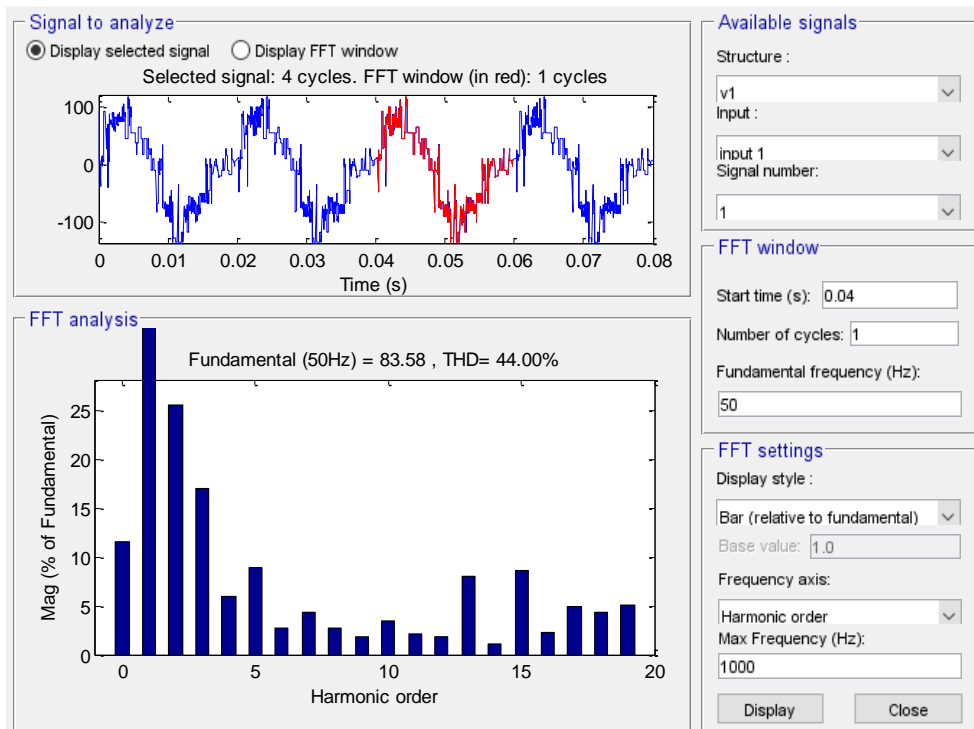 Signal to analyze
Display selected signal Display FFT window
Selected signal: 4 cycles. FFT window (in red): 1 cycles
100
0
-100
0 0.01 0.02 0.03 0.04 0.05 0.06 0.07 0.08
Time (s)
FFT analysis
Fundamental (50Hz) = 83.58 , THD= 44.00%
25
20
15
10
5
0
Mag (% of Fundamental)
0 5 10 15 20
Harmonic order
Available signals
Structure :
v1
Input :
input 1
Signal number:
1
FFT window
Start time (s): 0.04
Number of cycles: 1
Fundamental frequency (Hz):
50
FFT settings
Display style :
Bar (relative to fundamental)
Base value: 1.0
Frequency axis:
Harmonic order
Max Frequency (Hz):
1000
Display Close